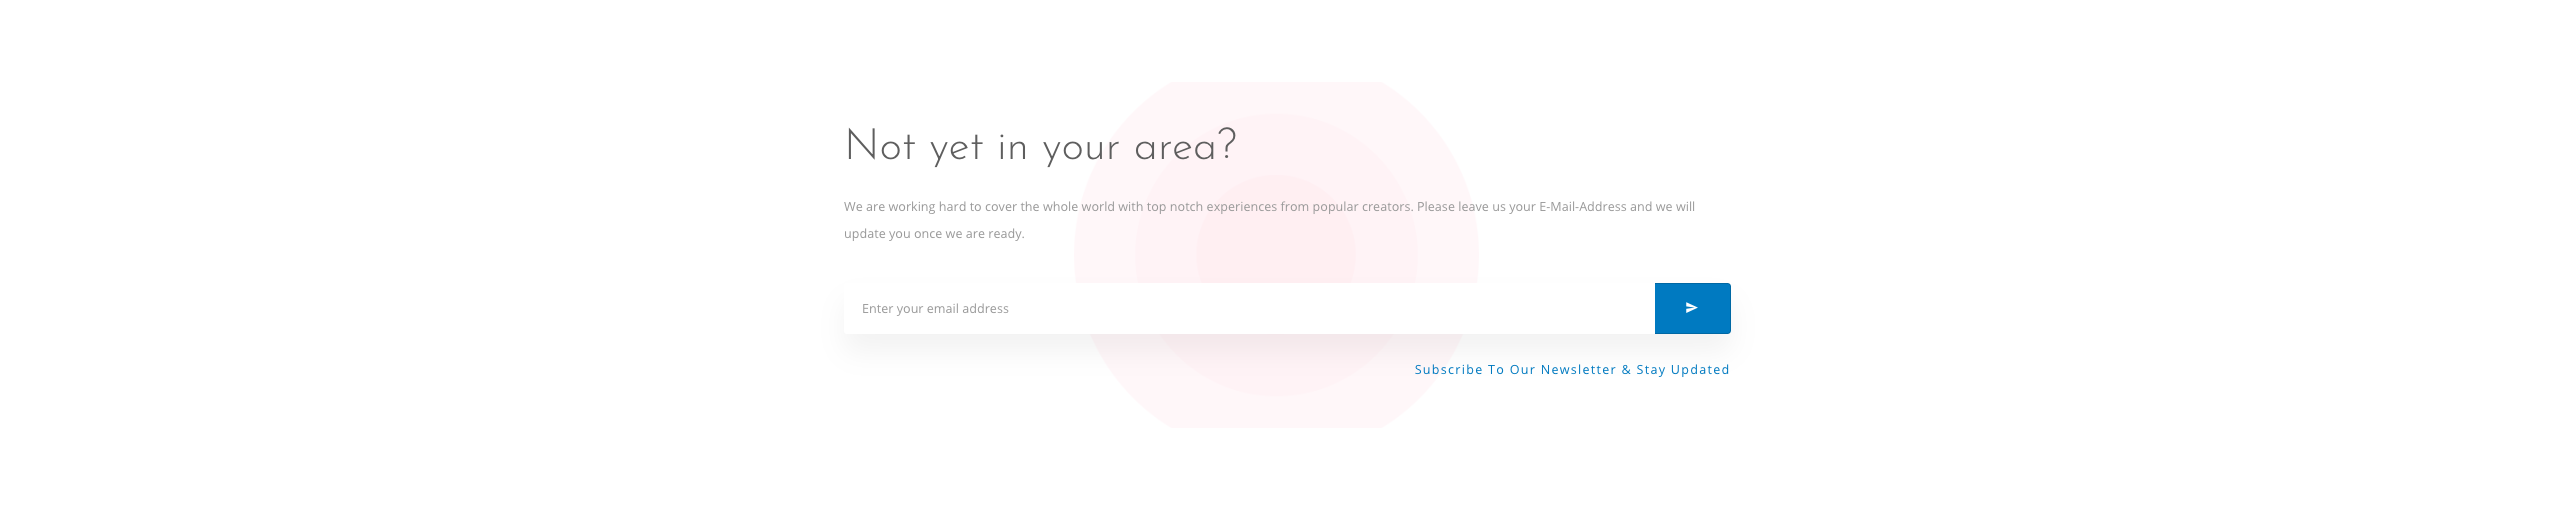 Not yet in your area?
We are working hard to cover the whole world with top notch experiences from popular creators. Please leave us your E-Mail-Address and we will
update you once we are ready.
Enter your email address
Subscribe To Our Newsletter & Stay Updated